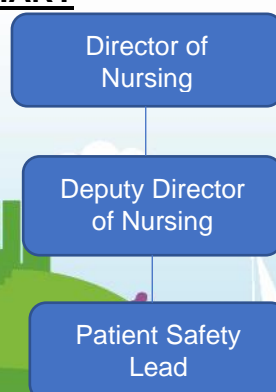 Director of
Nursing
Deputy Director
of Nursing
Patient Safety
Lead